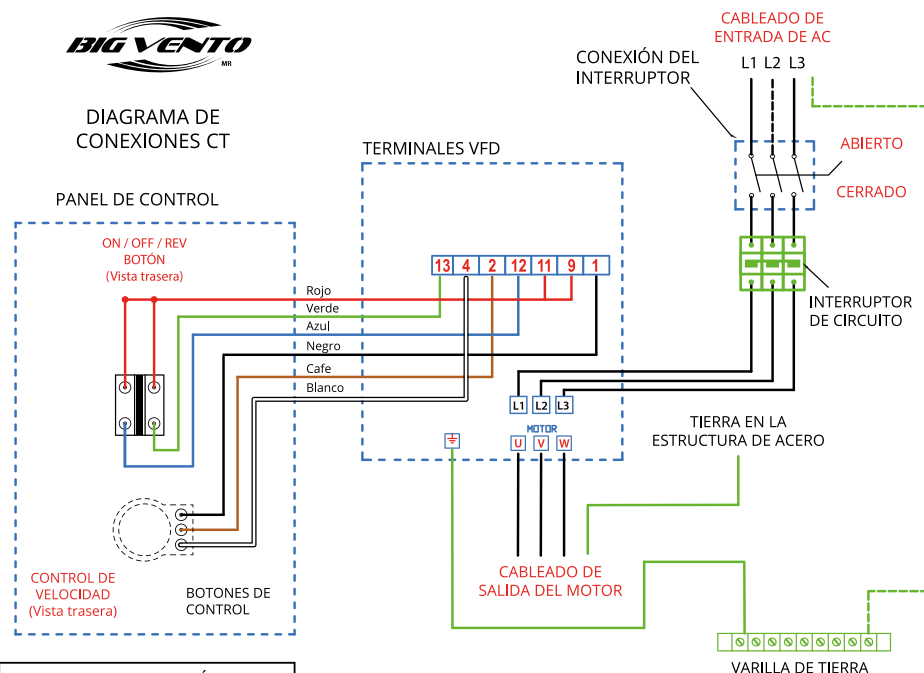 BIG VENTO
MR
DIAGRAMA DE
CONEXIONES CT
CABLEADO DE
ENTRADA DE AC
L1 L2 L3
CONEXIÓN DEL
INTERRUPTOR
ABIERTO
CERRADO
INTERRUPTOR
DE CIRCUITO
TERMINALES VFD
13 4 2 12 11 9 1
PANEL DE CONTROL
ON / OFF / REV
BOTÓN
(Vista trasera)
Rojo
Verde
Azul
Negro
Cafe
Blanco
L1 L2 L3
MOTOR
U V W
TIERRA EN LA
ESTRUCTURA DE ACERO
CABLEADO DE
SALIDA DEL MOTOR
CONTROL DE
VELOCIDAD
(Vista trasera)
BOTONES DE
CONTROL
VARILLA DE TIERRA